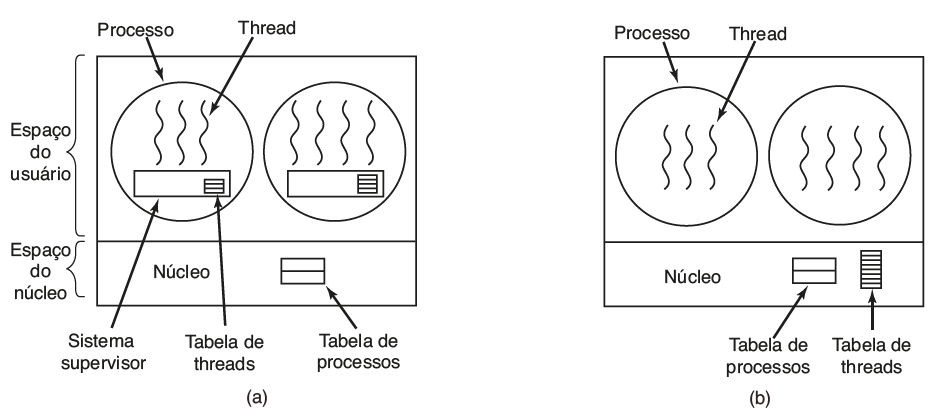 Processo
Thread
Espaço
do
usuário
Espaço
do
núcleo
Núcleo
Sistema
supervisor
Tabela de
threads
Tabela de
processos
(a)
Processo
Thread
Núcleo
Tabela de
processos
Tabela de
threads
(b)